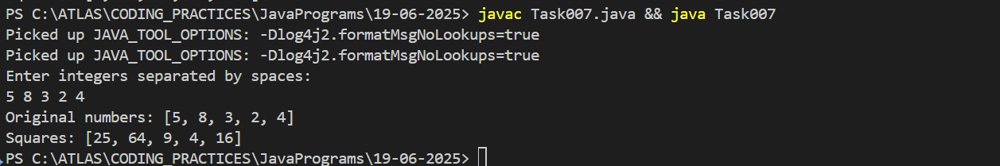 PS C:\ATLAS\CODING_PRACTICES\JavaPrograms\19-06-2025> javac Task007.java && java Task007
Picked up JAVA_TOOL_OPTIONS: -Dlog4j2.formatMsgNoLookups=true
Picked up JAVA_TOOL_OPTIONS: -Dlog4j2.formatMsgNoLookups=true
Enter integers separated by spaces:
5 8 3 2 4
Original numbers: [5, 8, 3, 2, 4]
Squares: [25, 64, 9, 4, 16]
PS C:\ATLAS\CODING_PRACTICES\JavaPrograms\19-06-2025>